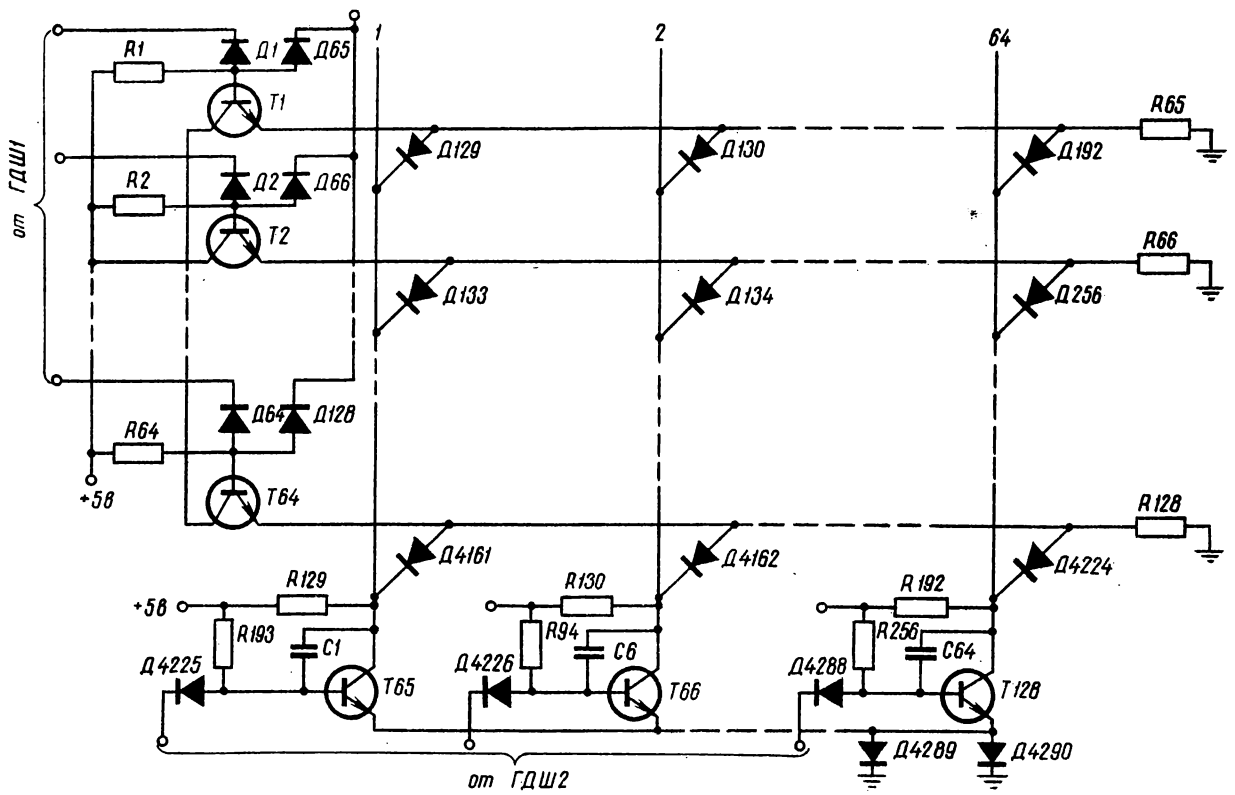 1
2
64
R1
Д1
Д65
T1
R65
Д129
Д130
Д192
от ГДШ1
R2
Д2
Д66
T2
R66
Д133
Д134
Д256
Д64
Д128
R64
+5В
T64
R128
Д4161
Д4162
Д4224
R129
R130
R192
+5В
R193
C1
R94
C6
R256
C64
Д4225
Д4226
Д4288
T65
T66
T128
Д4289
Д4290
от ГДШ2